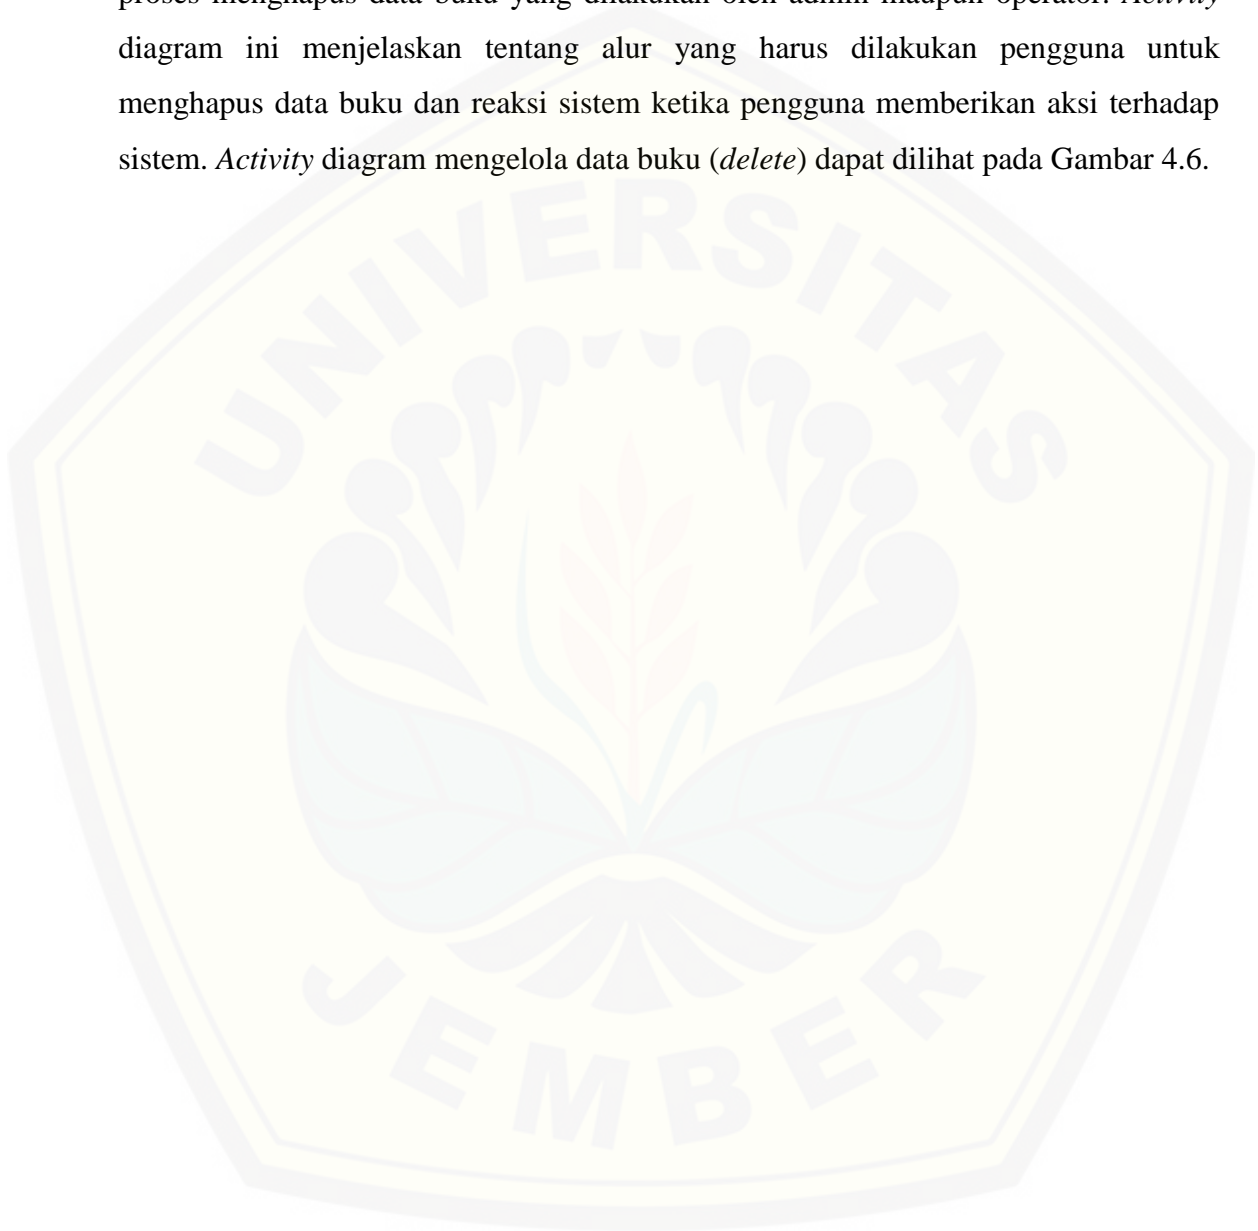 proses menghapus data buku yang dilakukan oleh admin maupun operator. Activity
diagram ini menjelaskan tentang alur yang harus dilakukan pengguna untuk
menghapus data buku dan reaksi sistem ketika pengguna memberikan aksi terhadap
sistem. Activity diagram mengelola data buku (delete) dapat dilihat pada Gambar 4.6.
UNIVERSITAS
JEMBER